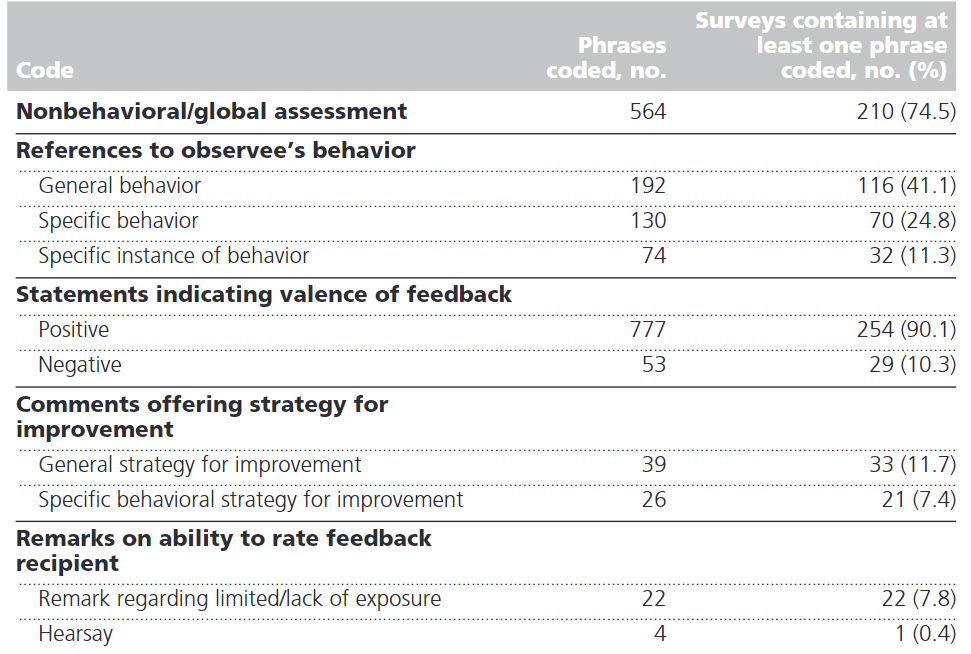 Code Phrases coded, no. Surveys containing at least one phrase coded, no. (%)
Nonbehavioral/global assessment 564 210 (74.5)
References to observee’s behavior
General behavior 192 116 (41.1)
Specific behavior 130 70 (24.8)
Specific instance of behavior 74 32 (11.3)
Statements indicating valence of feedback
Positive 777 254 (90.1)
Negative 53 29 (10.3)
Comments offering strategy for
improvement
General strategy for improvement 39 33 (11.7)
Specific behavioral strategy for improvement 26 21 (7.4)
Remarks on ability to rate feedback
recipient
Remark regarding limited/lack of exposure 22 22 (7.8)
Hearsay 4 1 (0.4)